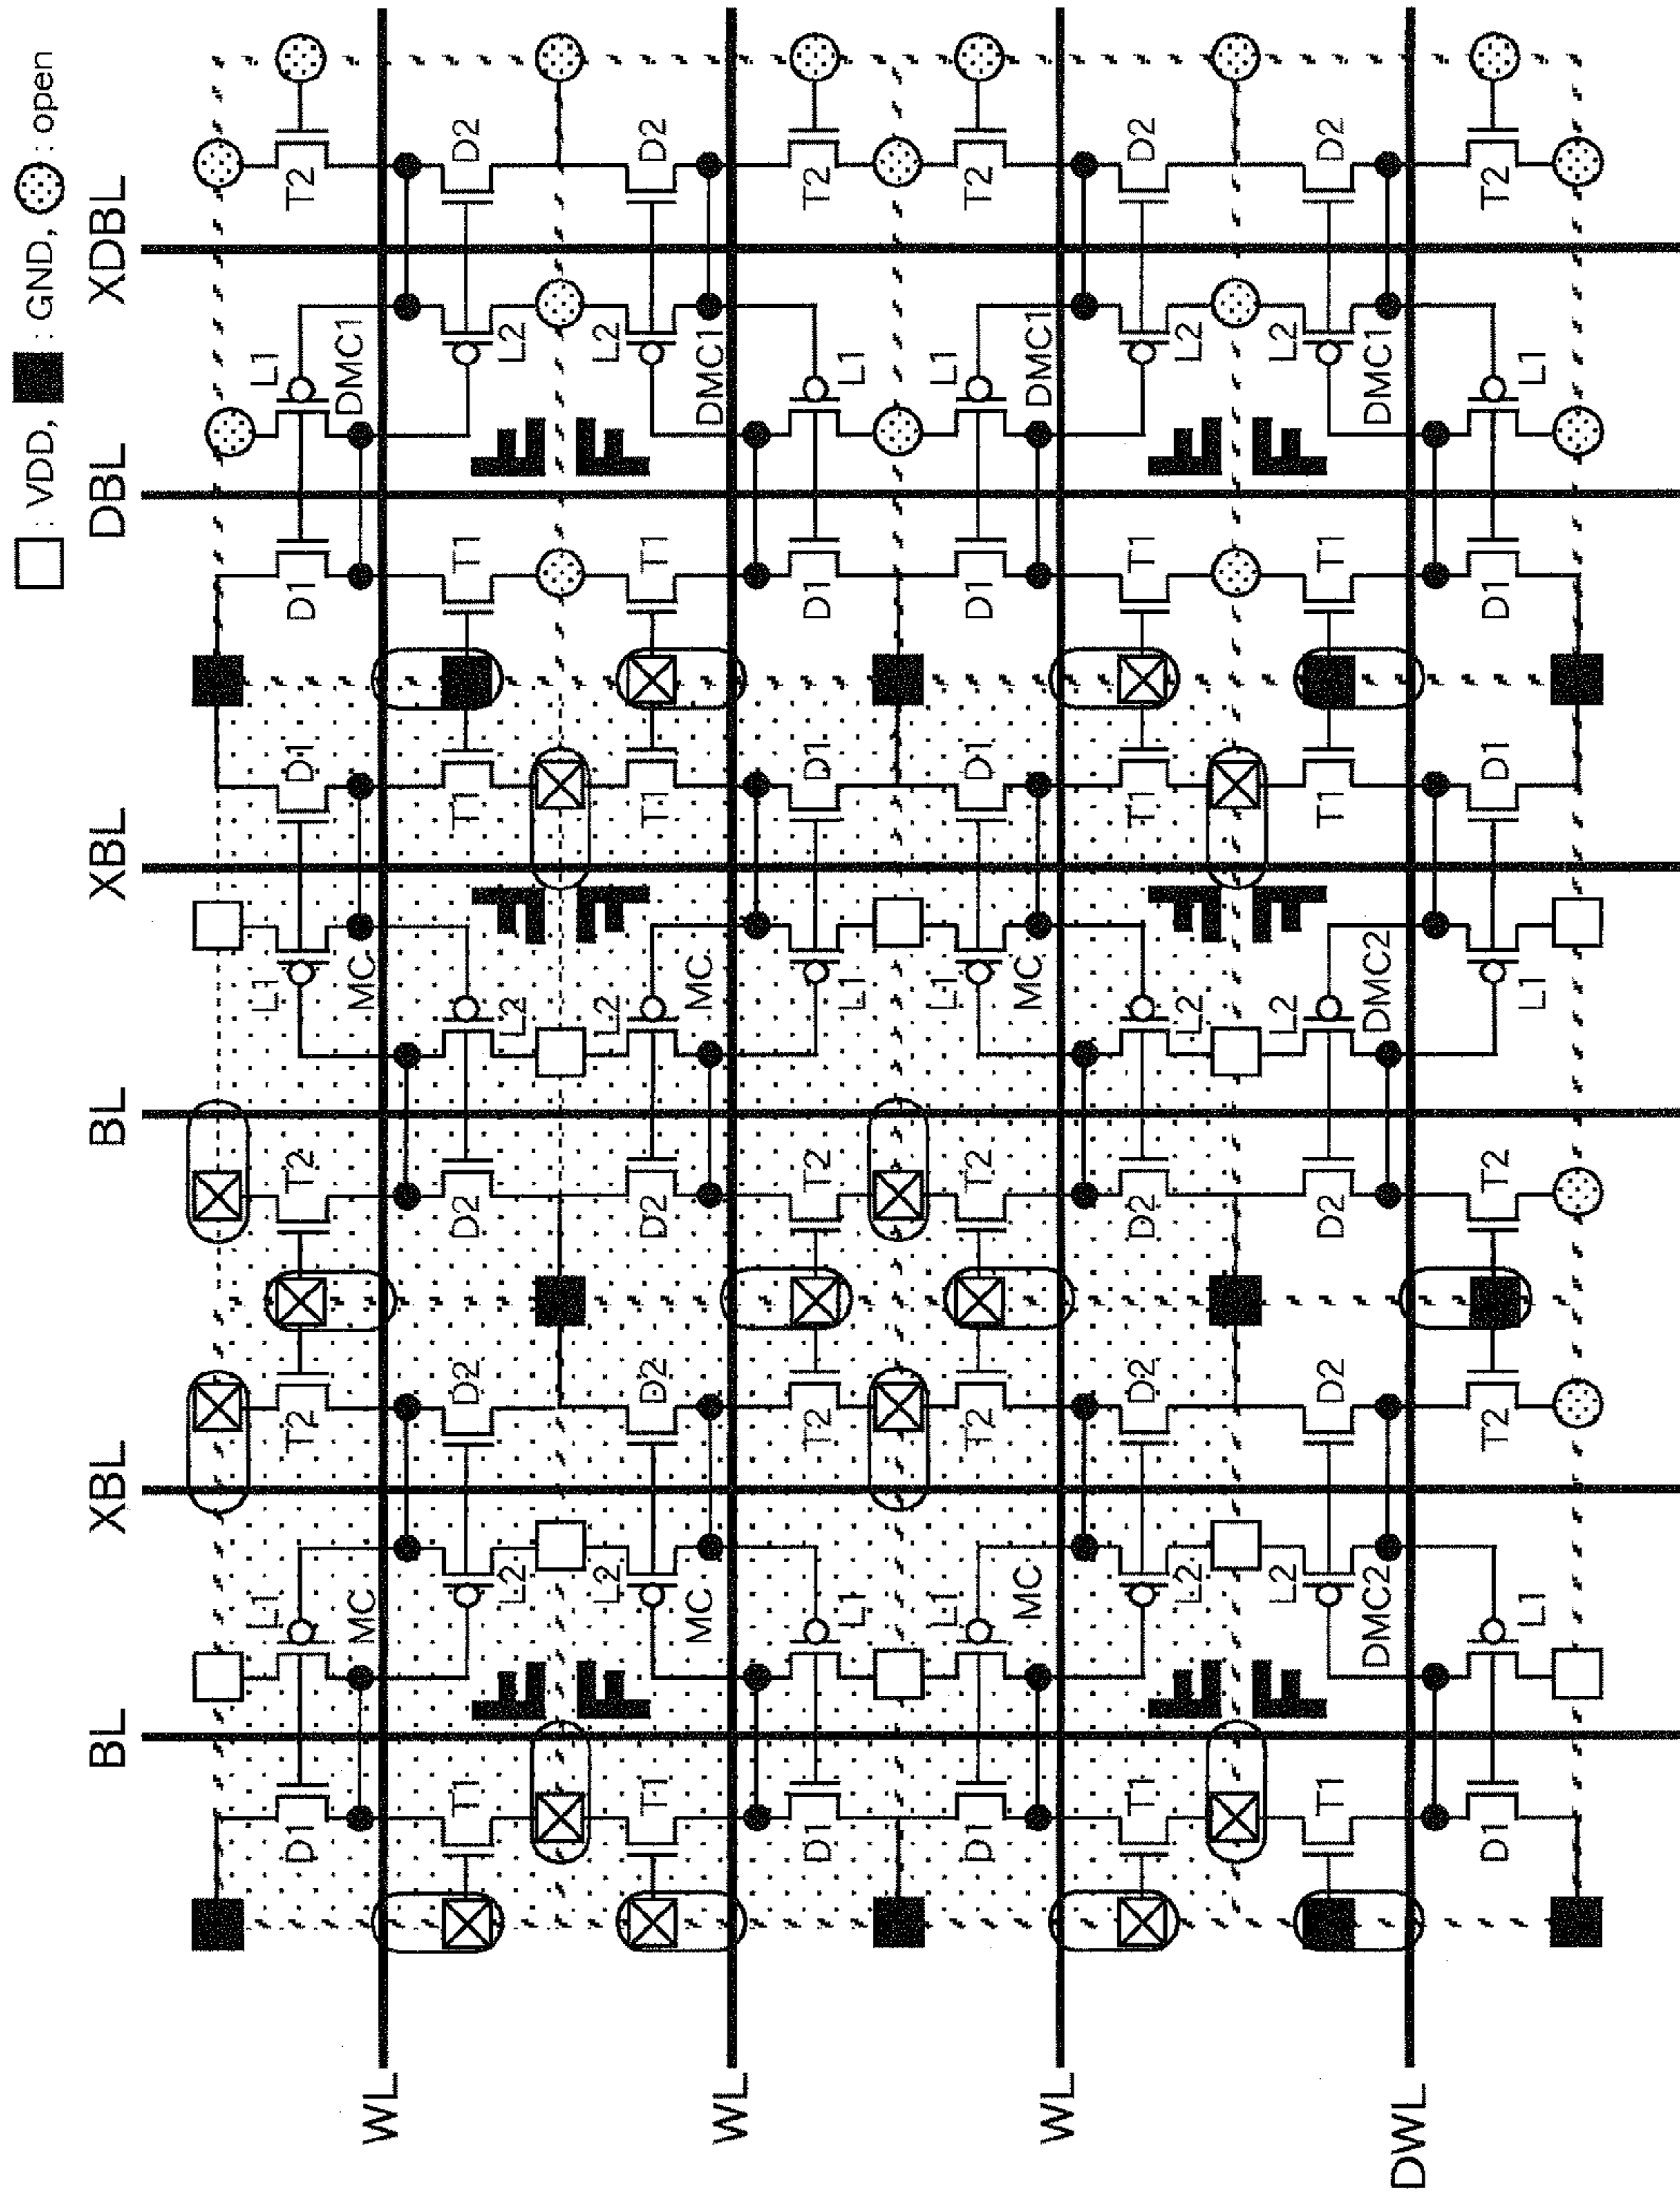 : VDD, : GND, : open
BL XBL BL XBL DBL XDBL
L1 L1 L1
D1 T2 T2 D1 D1 T2
MC MC DMC1
WL
T1 D2 D2 T1 T1 D2
F L2 L2 F F L2
F L2 L2 F F L2
T1 D2 D2 T1 T1 D2
MC MC DMC1
WL
D1 T2 T2 D1 D1 T2
L1 L1 L1
L1 L1 L1
D1 T2 T2 D1 D1 T2
MC MC DMC1
WL
T1 D2 D2 T1 T1 D2
F L2 L2 F F L2
F L2 L2 F F L2
T1 D2 D2 T1 T1 D2
DMC2 DMC2 DMC1
DWL
D1 T2 T2 D1 D1 T2
L1 L1 L1